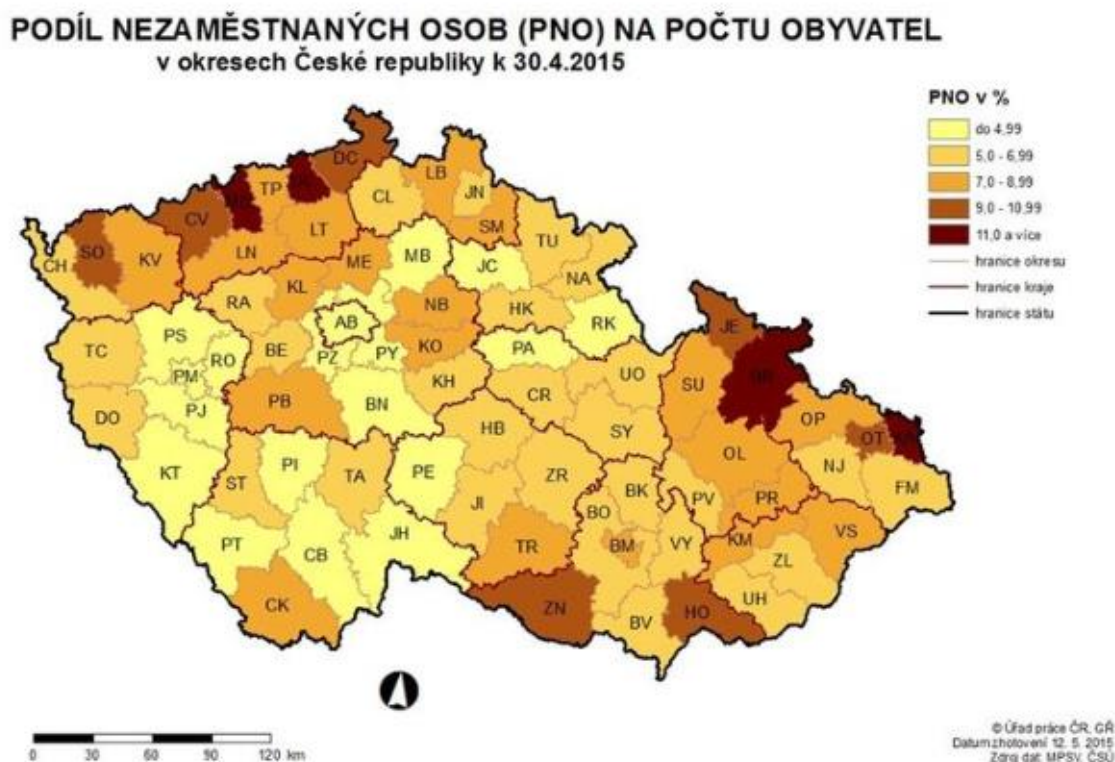 PODÍL NEZAMĚSTNANÝCH OSOB (PNO) NA POČTU OBYVATEL
v okresech České republiky k 30.4.2015
PNO v %
do 4,99
5,0 - 6,99
7,0 - 8,99
9,0 - 10,99
11,0 a více
hranice okresu
hranice kraje
hranice státu
DC
LB
TP
JN
CL
CV
LT
SM
SO
TU
LN
MB
KV
ME
JC
CH
NA
KL
RA
NB
HK
AB
RK
JE
PS
TC
RO
BE
KO
PZ
PY
PA
PM
UO
SU
KH
CR
PB
BN
PJ
DO
OP
OT
HB
SY
OL
KT
PI
PE
NJ
ST
TA
ZR
FM
BK
JI
PV
PR
BO
VS
KM
JH
PT
TR
BM
VY
CB
ZL
UH
CK
ZN
HO
BV
0 30 60 90 120 km
© Úřad práce ČR, GŘ
Datum zhotovení 12. 5. 2015
Zdroj dat: MPSV, ČSÚ